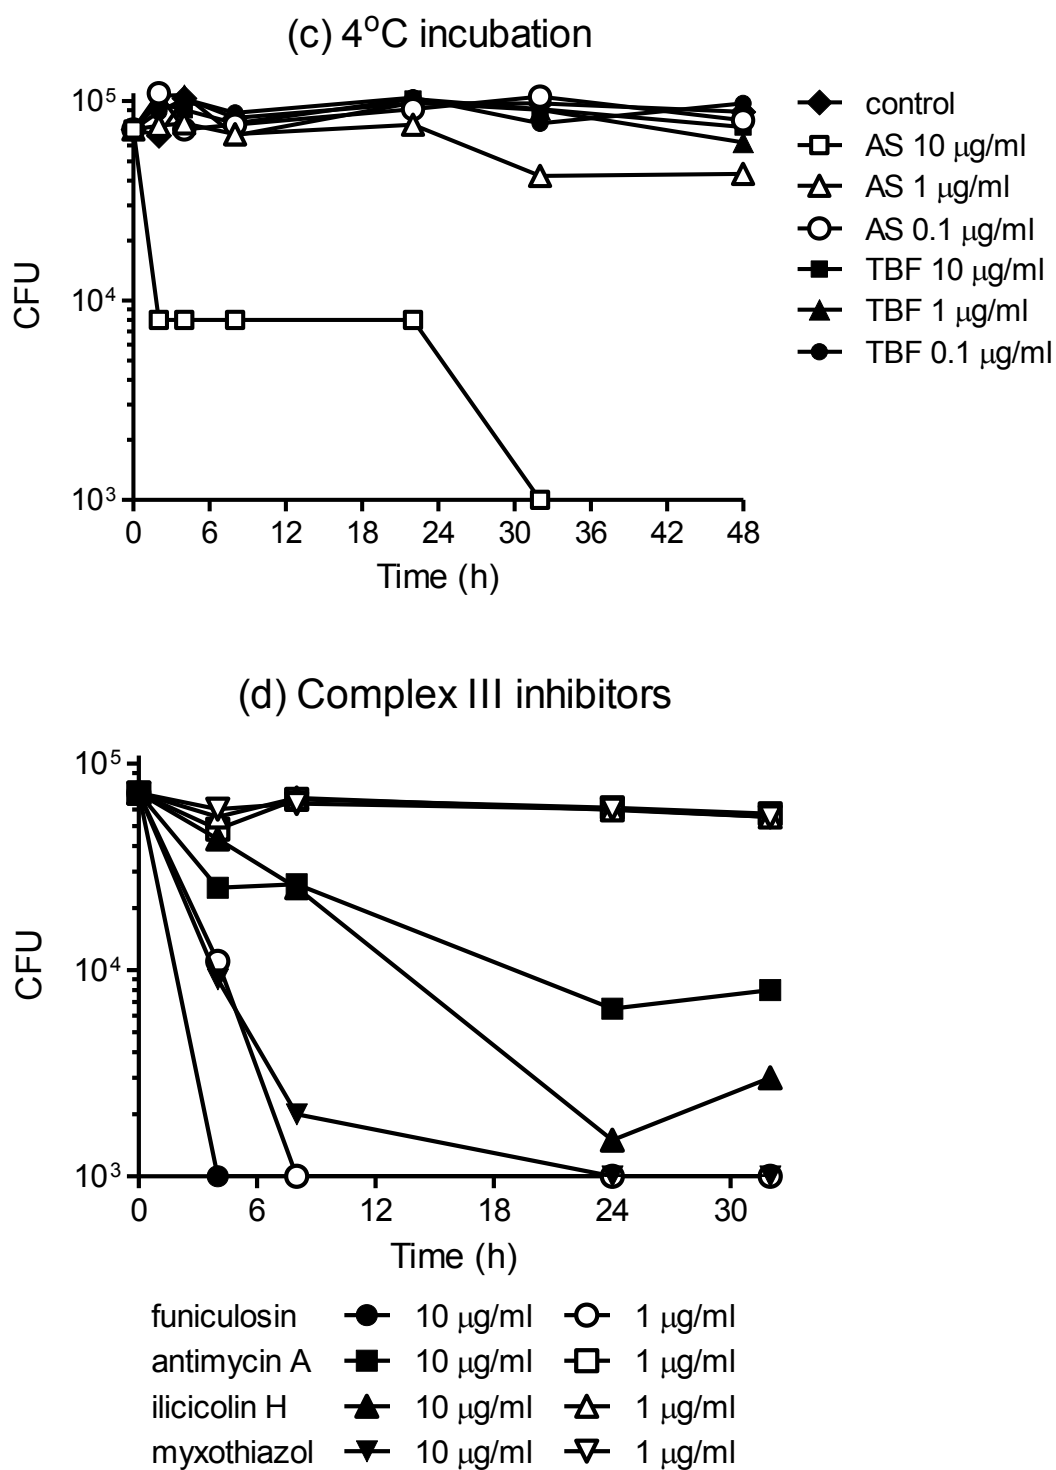 (c) 4ºC incubation
CFU
10⁵
10⁴
10³
0 6 12 18 24 30 36 42 48
Time (h)
control
AS 10 μg/ml
AS 1 μg/ml
AS 0.1 μg/ml
TBF 10 μg/ml
TBF 1 μg/ml
TBF 0.1 μg/ml
(d) Complex III inhibitors
CFU
10⁵
10⁴
10³
0 6 12 18 24 30
Time (h)
funiculosin 10 μg/ml 1 μg/ml
antimycin A 10 μg/ml 1 μg/ml
ilicicolin H 10 μg/ml 1 μg/ml
myxothiazol 10 μg/ml 1 μg/ml